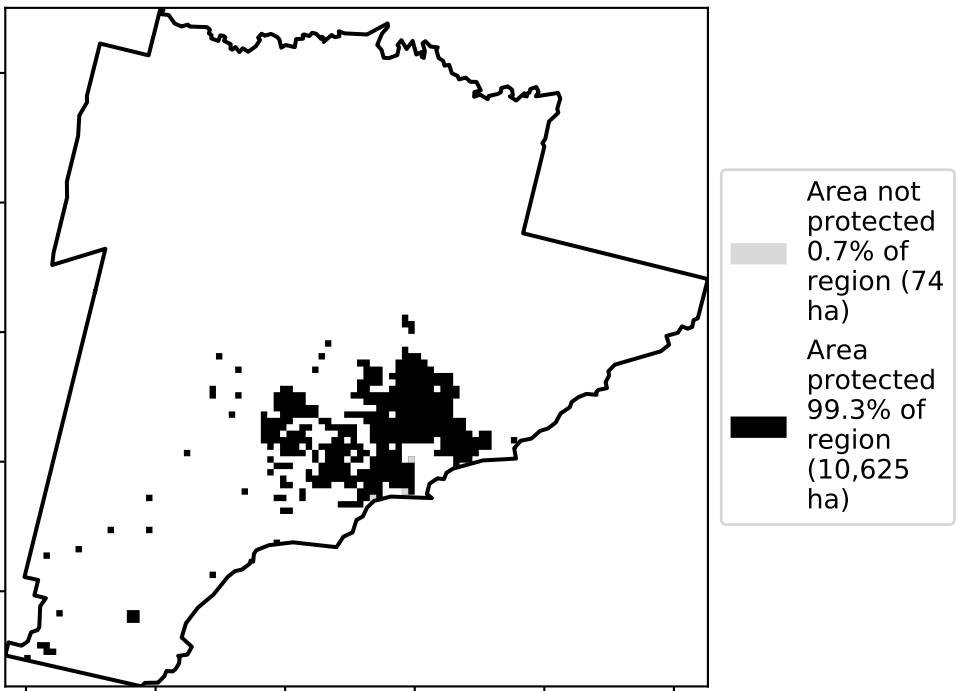 Area not
protected
0.7% of
region (74
ha)
Area
protected
99.3% of
region
(10,625
ha)